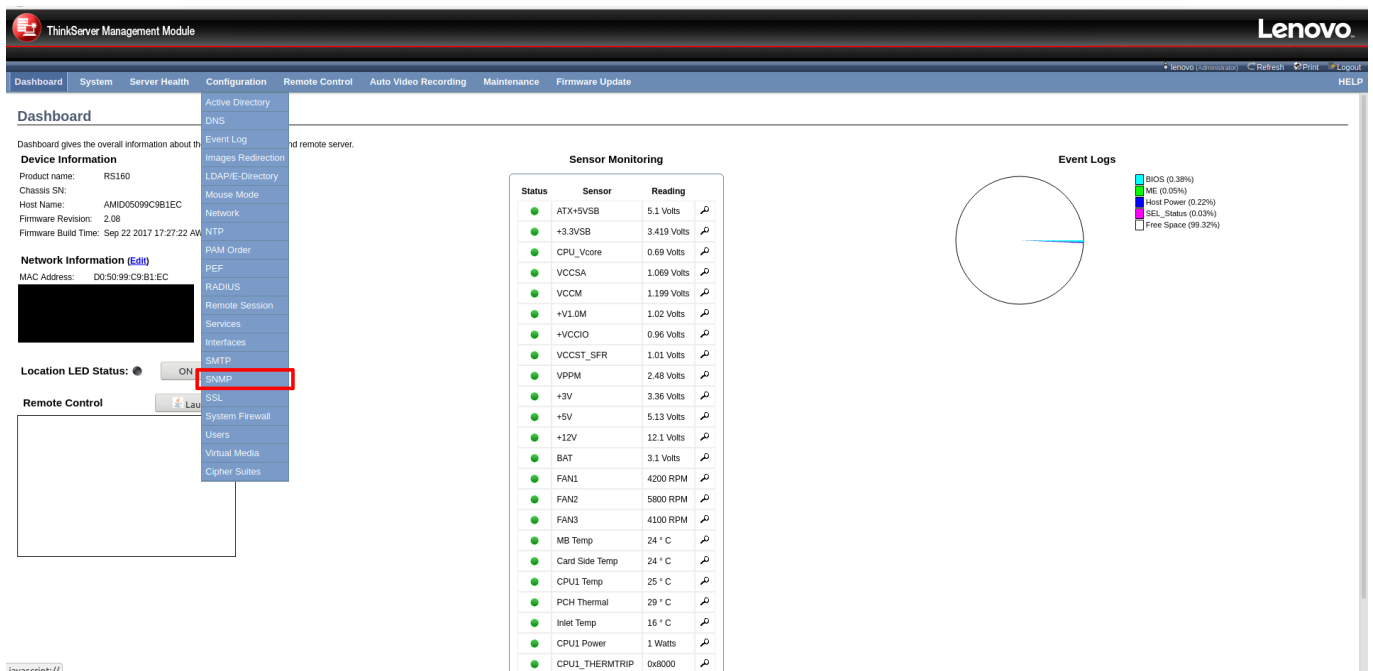 ThinkServer Management Module
Lenovo.
lenovo (Administrator) Refresh Print Logout
Dashboard System Server Health Configuration Remote Control Auto Video Recording Maintenance Firmware Update HELP
Active Directory
DNS
Event Log
Images Redirection
LDAP/E-Directory
Mouse Mode
Network
NTP
PAM Order
PEF
RADIUS
Remote Session
Services
Interfaces
SMTP
SNMP
SSL
System Firewall
Users
Virtual Media
Cipher Suites
Dashboard
Dashboard gives the overall information about th nd remote server.
Device Information
Product name: RS160
Chassis SN:
Host Name: AMID05099C9B1EC
Firmware Revision: 2.08
Firmware Build Time: Sep 22 2017 17:27:22 AW
Network Information (Edit)
MAC Address: D0:50:99:C9:B1:EC
Location LED Status: ON
Remote Control Lau
Sensor Monitoring
Status Sensor Reading
ATX+5VSB 5.1 Volts
+3.3VSB 3.419 Volts
CPU_Vcore 0.69 Volts
VCCSA 1.069 Volts
VCCM 1.199 Volts
+V1.0M 1.02 Volts
+VCCIO 0.96 Volts
VCCST_SFR 1.01 Volts
VPPM 2.48 Volts
+3V 3.36 Volts
+5V 5.13 Volts
+12V 12.1 Volts
BAT 3.1 Volts
FAN1 4200 RPM
FAN2 5800 RPM
FAN3 4100 RPM
MB Temp 24 ° C
Card Side Temp 24 ° C
CPU1 Temp 25 ° C
PCH Thermal 29 ° C
Inlet Temp 16 ° C
CPU1 Power 1 Watts
CPU1_THERMTRIP 0x8000
Event Logs
BIOS (0.38%)
ME (0.05%)
Host Power (0.22%)
SEL_Status (0.03%)
Free Space (99.32%)
javascript://